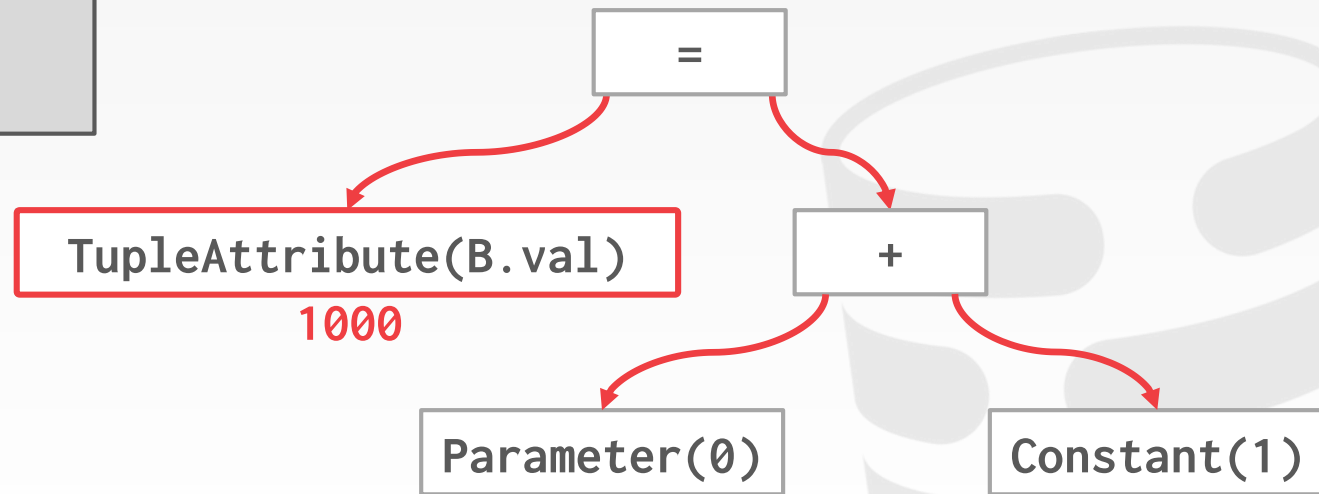 =
TupleAttribute(B.val)
+
1000
Parameter(0)
Constant(1)